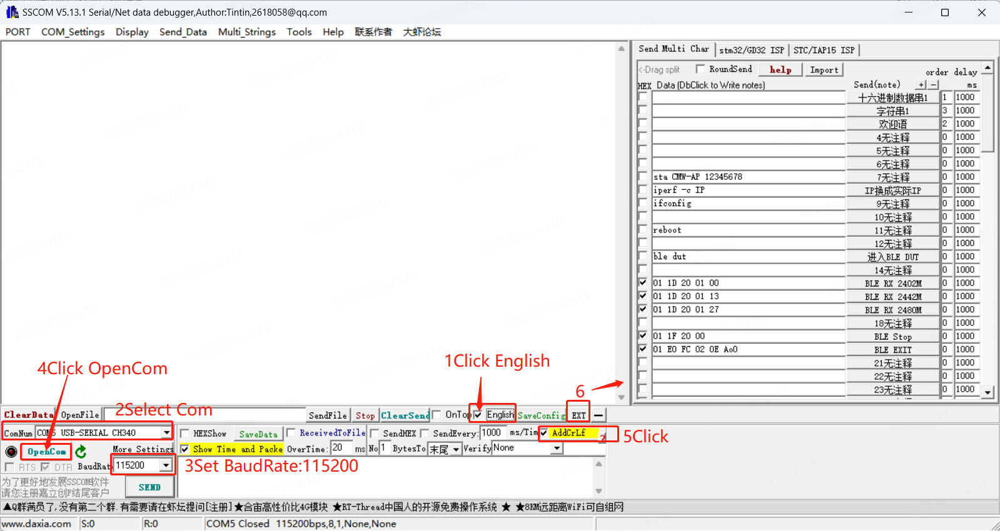 SSCOM V5.13.1 Serial/Net data debugger,Author:Tintin,2618058@qq.com
PORT COM_Settings Display Send_Data Multi_Strings Tools Help 联系作者 大虾论坛
Send Multi Char stm32/GD32 ISP STC/IAP15 ISP
<-Drag split RoundSend help Import order delay
HEX Data (DbClick to Write notes) Send(note) + - ms
十六进制数据串1 1 1000
字符串1 3 1000
欢迎语 2 1000
4无注释 0 1000
5无注释 0 1000
6无注释 0 1000
sta CMW-AP 12345678 7无注释 0 1000
iperf -c IP IP换成实际IP 0 1000
ifconfig 9无注释 0 1000
10无注释 0 1000
reboot 11无注释 0 1000
12无注释 0 1000
ble dut 进入BLE DUT 0 1000
14无注释 0 1000
01 1D 20 01 00 BLE RX 2402M 0 1000
01 1D 20 01 13 BLE RX 2442M 0 1000
01 1D 20 01 27 BLE RX 2480M 0 1000
18无注释 0 1000
01 1F 20 00 BLE Stop 0 1000
01 E0 FC 02 0E Ao0 BLE EXIT 0 1000
21无注释 0 1000
22无注释 0 1000
23无注释 0 1000
4Click OpenCom
1Click English
6
2Select Com
ClearData OpenFile SendFile Stop ClearSend OnTop English SaveConfig EXT —
ComNum COM5 USB-SERIAL CH340 HEXShow SaveData ReceivedToFile SendHEX SendEvery: 1000 ms/Tim AddCrLf ?
5Click
OpenCom More Settings Show Time and Packe OverTime: 20 ms No 1 BytesTo 末尾 Verify None
RTS DTR BaudRat 115200
3Set BaudRate:115200
为了更好地发展SSCOM软件
请您注册嘉立创F结尾客户
SEND
▲Q群满员了,没有第二个群.有需要请在虾坛提问[注册]★合宙高性价比4G模块 ★RT-Thread中国人的开源免费操作系统 ★ ★8KM远距离WiFi可自组网
www.daxia.com S:0 R:0 COM5 Closed 115200bps,8,1,None,None
涂鸦智能-6116